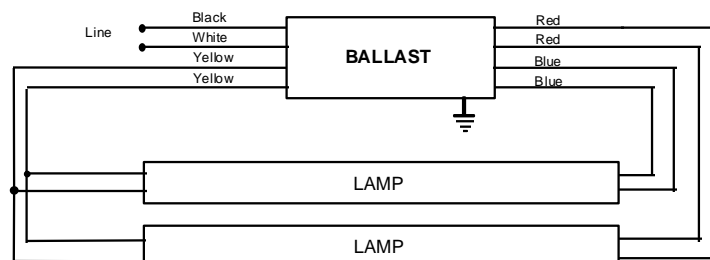 Black
Red
Line
White
Red
Yellow
BALLAST
Blue
Yellow
Blue
LAMP
LAMP